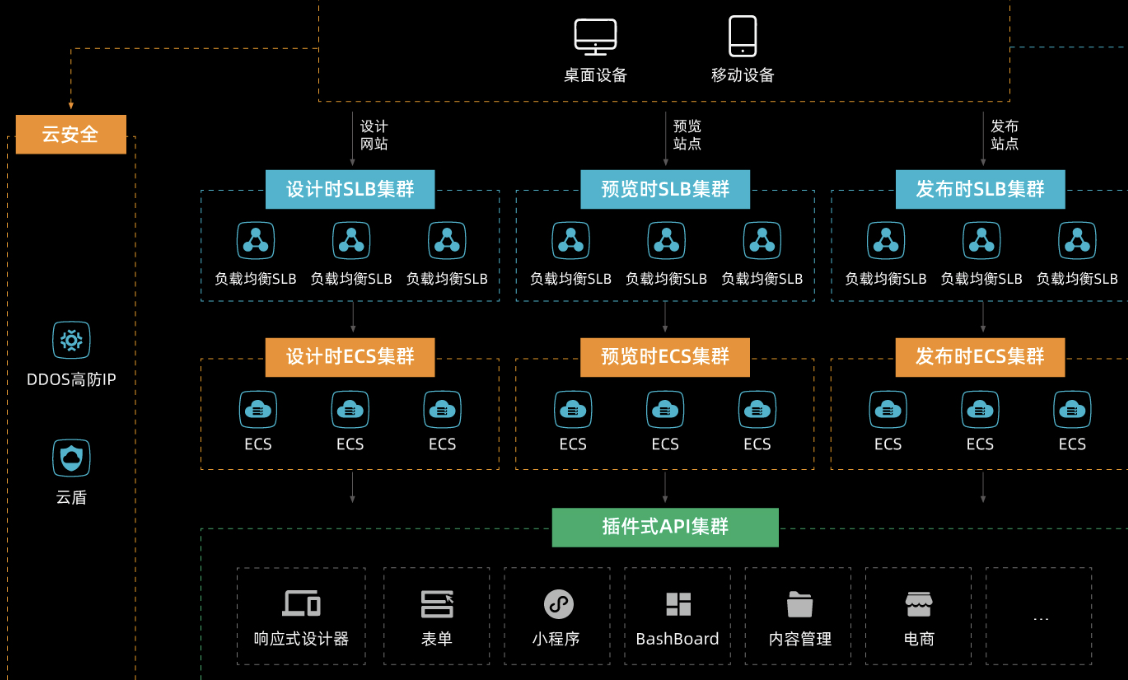 桌面设备
移动设备
云安全
设计
网站
预览
站点
发布
站点
设计时SLB集群
预览时SLB集群
发布时SLB集群
负载均衡SLB 负载均衡SLB 负载均衡SLB
负载均衡SLB 负载均衡SLB 负载均衡SLB
负载均衡SLB 负载均衡SLB 负载均衡SLB
设计时ECS集群
预览时ECS集群
发布时ECS集群
DDOS高防IP
ECS ECS ECS
ECS ECS ECS
ECS ECS ECS
云盾
插件式API集群
响应式设计器
表单
小程序
BashBoard
内容管理
电商
...